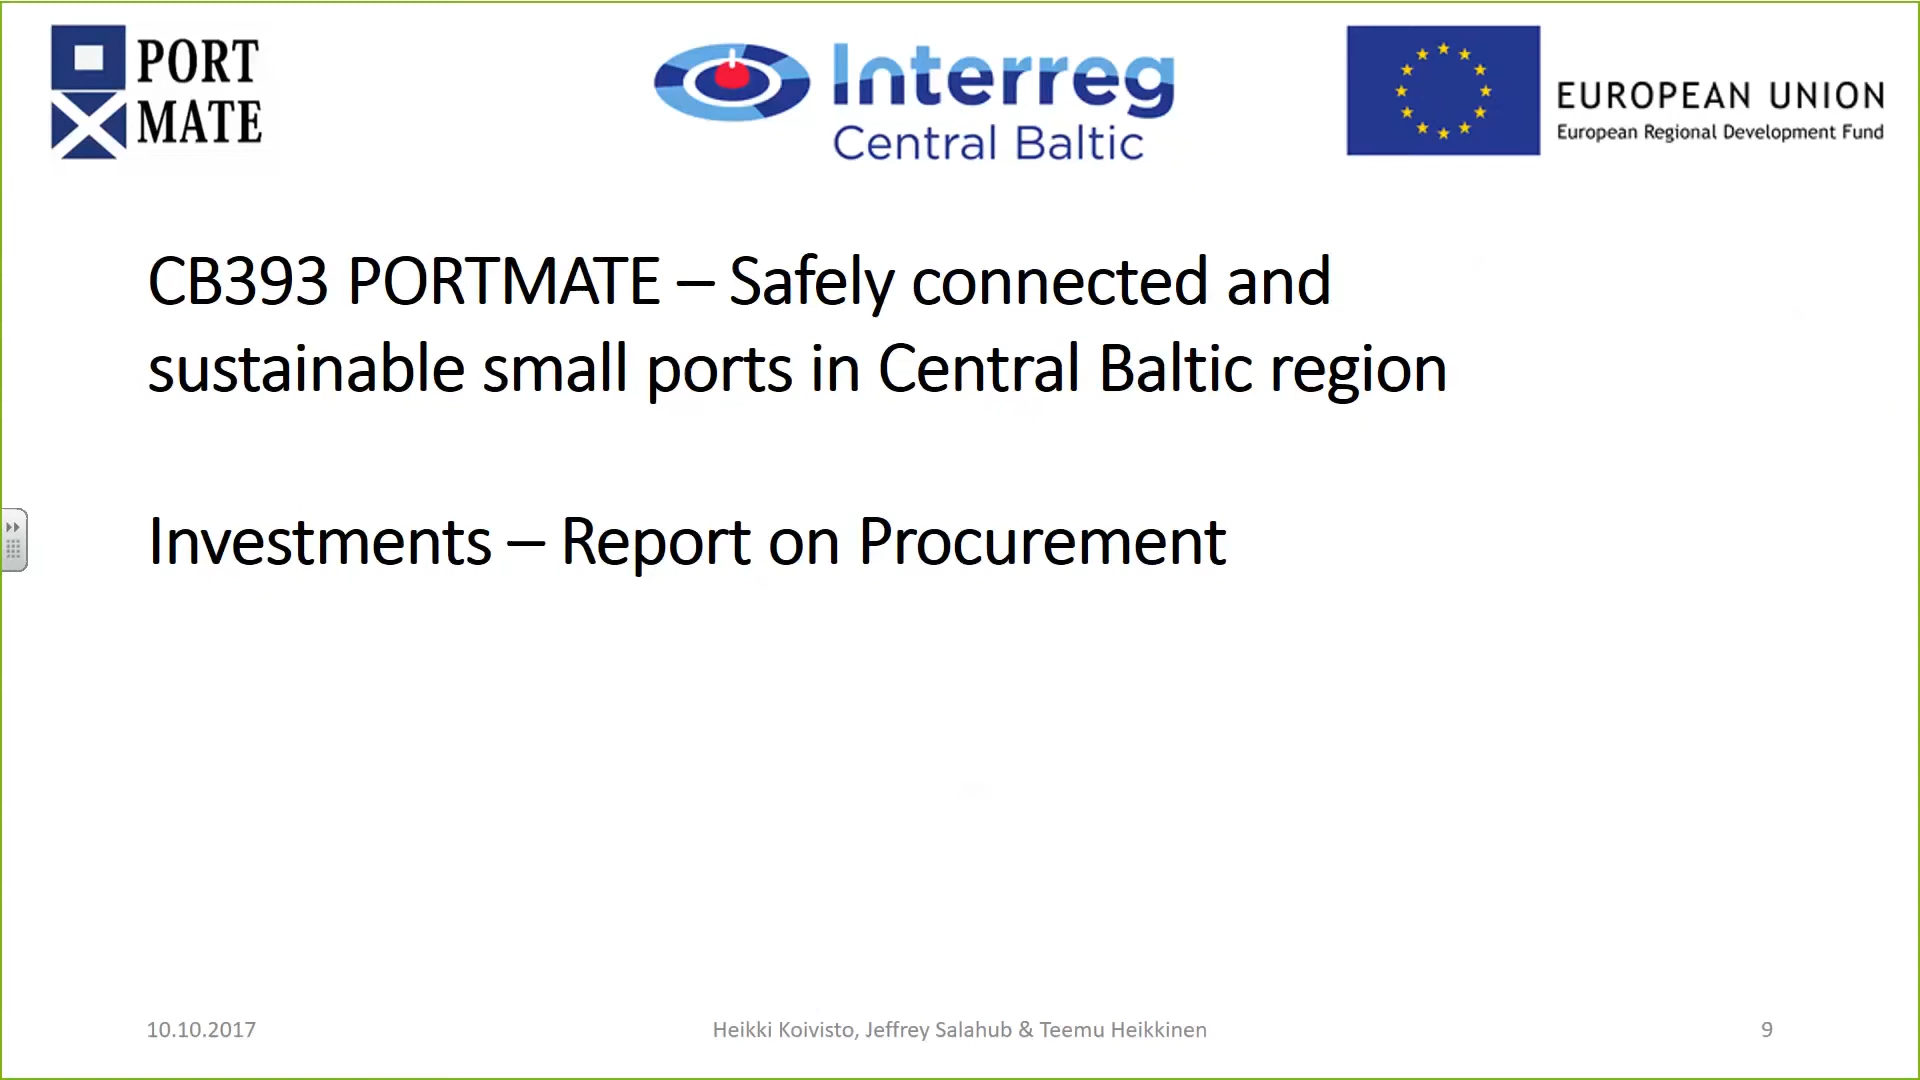 PORT
MATE
Interreg
Central Baltic
EUROPEAN UNION
European Regional Development Fund
CB393 PORTMATE – Safely connected and
sustainable small ports in Central Baltic region
Investments – Report on Procurement
10.10.2017
Heikki Koivisto, Jeffrey Salahub & Teemu Heikkinen
9